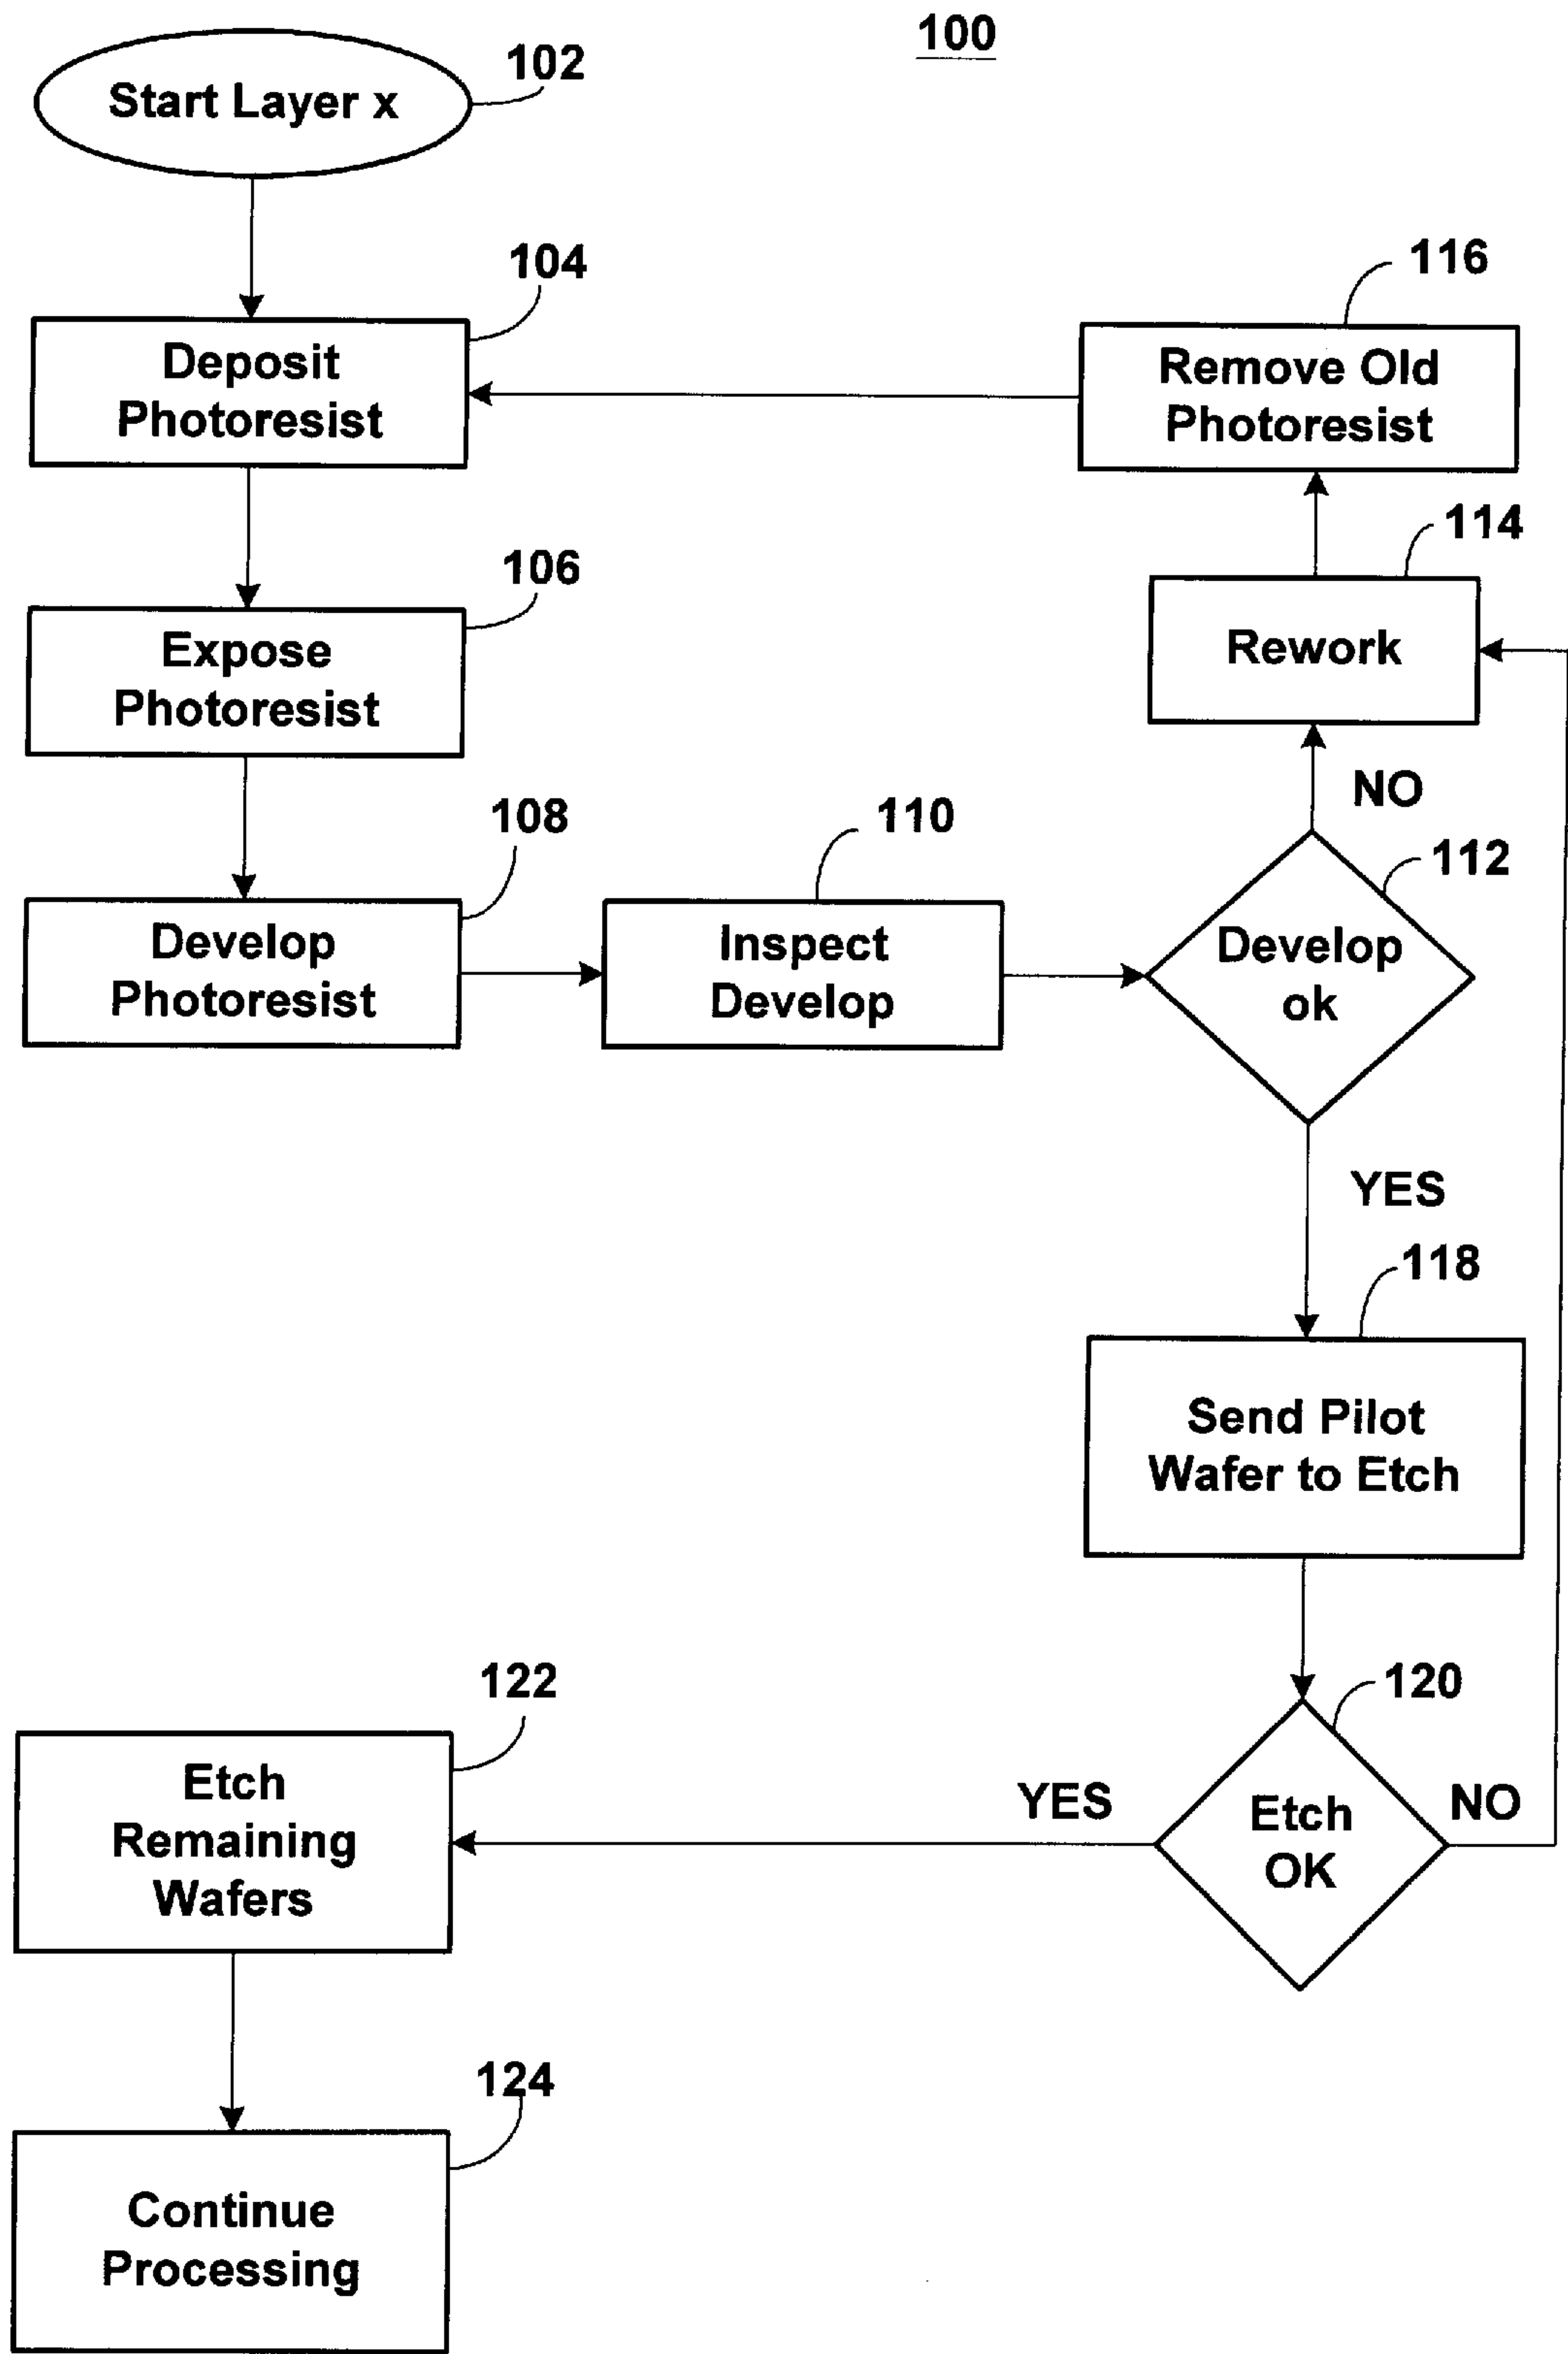 100
102
Start Layer x
104
Deposit
Photoresist
116
Remove Old
Photoresist
106
Expose
Photoresist
114
Rework
NO
108
Develop
Photoresist
110
Inspect
Develop
112
Develop
ok
YES
118
Send Pilot
Wafer to Etch
120
Etch
OK
NO
YES
122
Etch
Remaining
Wafers
124
Continue
Processing